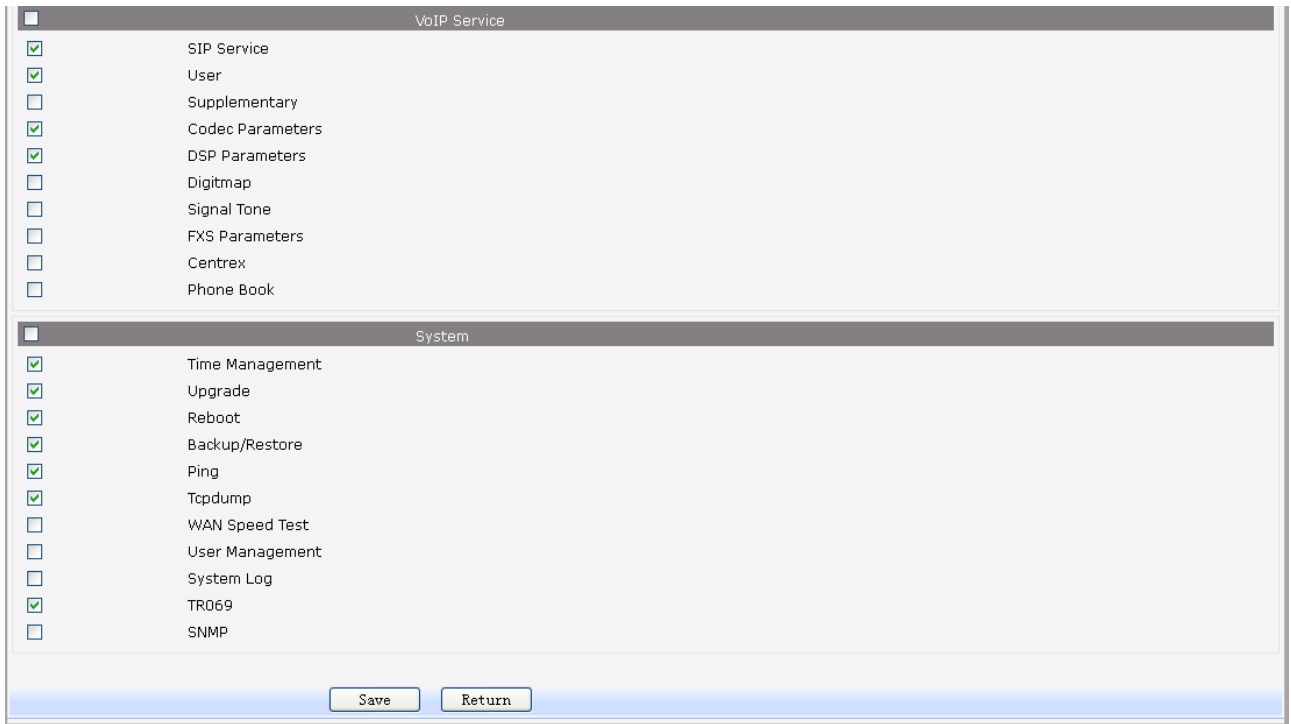 VoIP Service
SIP Service
User
Supplementary
Codec Parameters
DSP Parameters
Digitmap
Signal Tone
FXS Parameters
Centrex
Phone Book
System
Time Management
Upgrade
Reboot
Backup/Restore
Ping
Tcpdump
WAN Speed Test
User Management
System Log
TR069
SNMP
Save Return